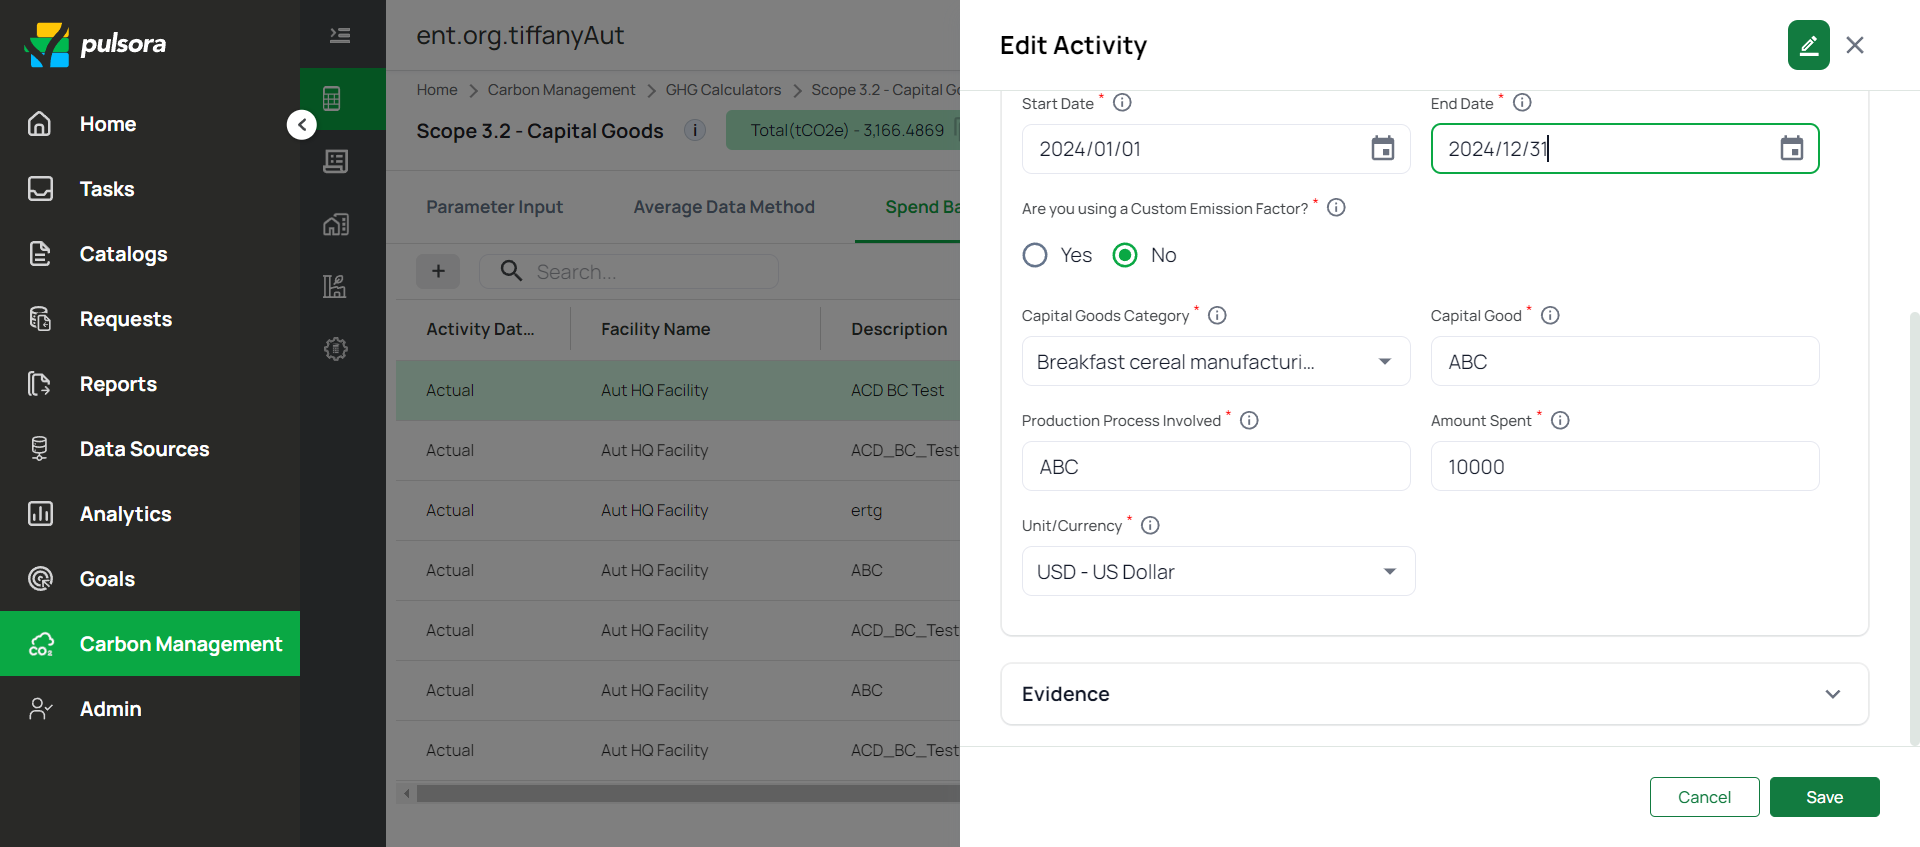 pulsora
Home
Tasks
Catalogs
Requests
Reports
Data Sources
Analytics
Goals
Carbon Management
Admin
ent.org.tiffanyAut
Home > Carbon Management > GHG Calculators > Scope 3.2 - Capital
Scope 3.2 - Capital Goods
Total(tCO2e) - 3,166.4869
Parameter Input Average Data Method Spend
+ Search...
Activity Dat... Facility Name Description
Actual Aut HQ Facility ACD BC Test
Actual Aut HQ Facility ACD_BC_Test
Actual Aut HQ Facility ertg
Actual Aut HQ Facility ABC
Actual Aut HQ Facility ACD_BC_Test
Actual Aut HQ Facility ABC
Actual Aut HQ Facility ACD_BC_Test
Edit Activity
Start Date * End Date *
2024/01/01 2024/12/31
Are you using a Custom Emission Factor? *
Yes No
Capital Goods Category * Capital Good *
Breakfast cereal manufacturi... ABC
Production Process Involved * Amount Spent *
ABC 10000
Unit/Currency *
USD - US Dollar
Evidence
Cancel Save